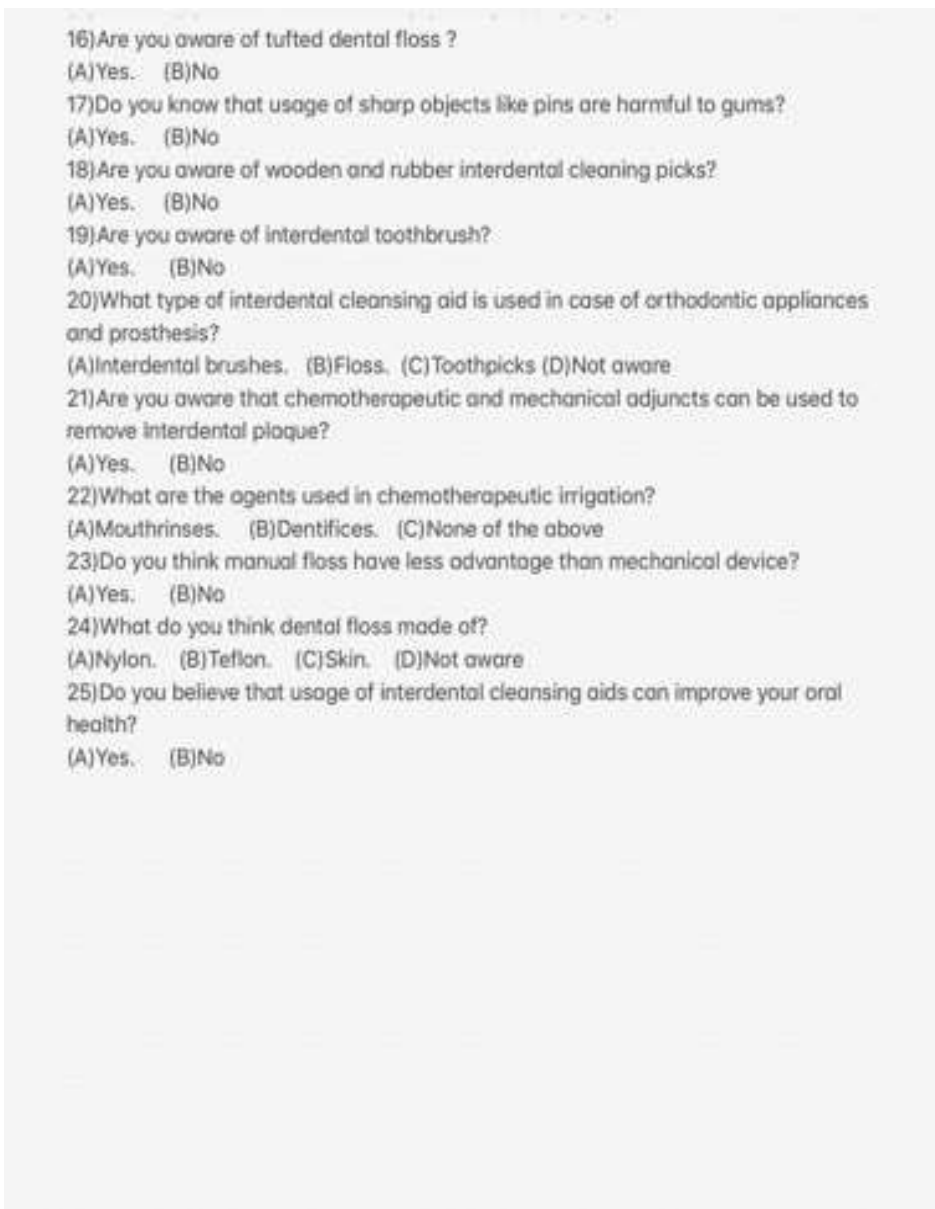 16)Are you aware of tufted dental floss ?
(A)Yes. (B)No
17)Do you know that usage of sharp objects like pins are harmful to gums?
(A)Yes. (B)No
18)Are you aware of wooden and rubber interdental cleaning picks?
(A)Yes. (B)No
19)Are you aware of interdental toothbrush?
(A)Yes. (B)No
20)What type of interdental cleansing aid is used in case of orthodontic appliances
and prosthesis?
(A)Interdental brushes. (B)Floss. (C)Toothpicks (D)Not aware
21)Are you aware that chemotherapeutic and mechanical adjuncts can be used to
remove Interdental plaque?
(A)Yes. (B)No
22)What are the agents used in chemotherapeutic irrigation?
(A)Mouthrinses. (B)Dentifices. (C)None of the above
23)Do you think manual floss have less advantage than mechanical device?
(A)Yes. (B)No
24)What do you think dental floss made of?
(A)Nylon. (B)Teflon. (C)Skin. (D)Not aware
25)Do you believe that usage of interdental cleansing aids can improve your oral
health?
(A)Yes. (B)No